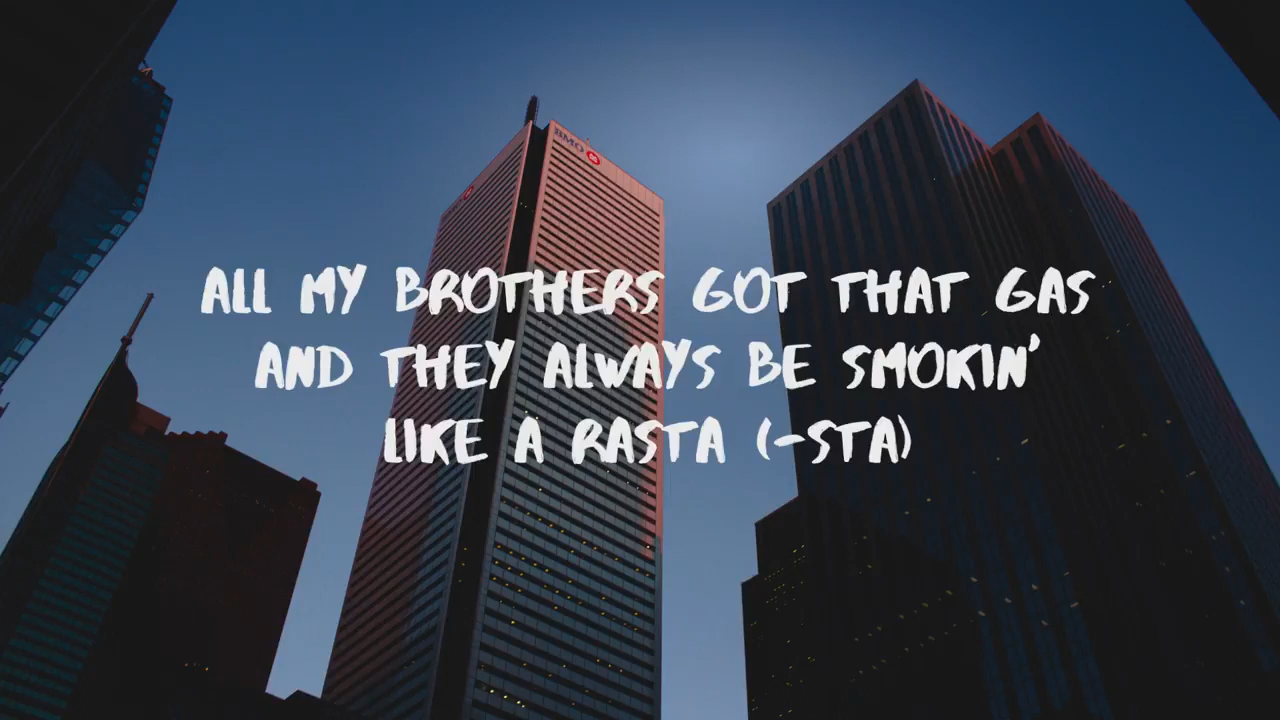 BMO
ALL MY BROTHERS GOT THAT GAS
AND THEY ALWAYS BE SMOKIN'
LIKE A RASTA (-STA)